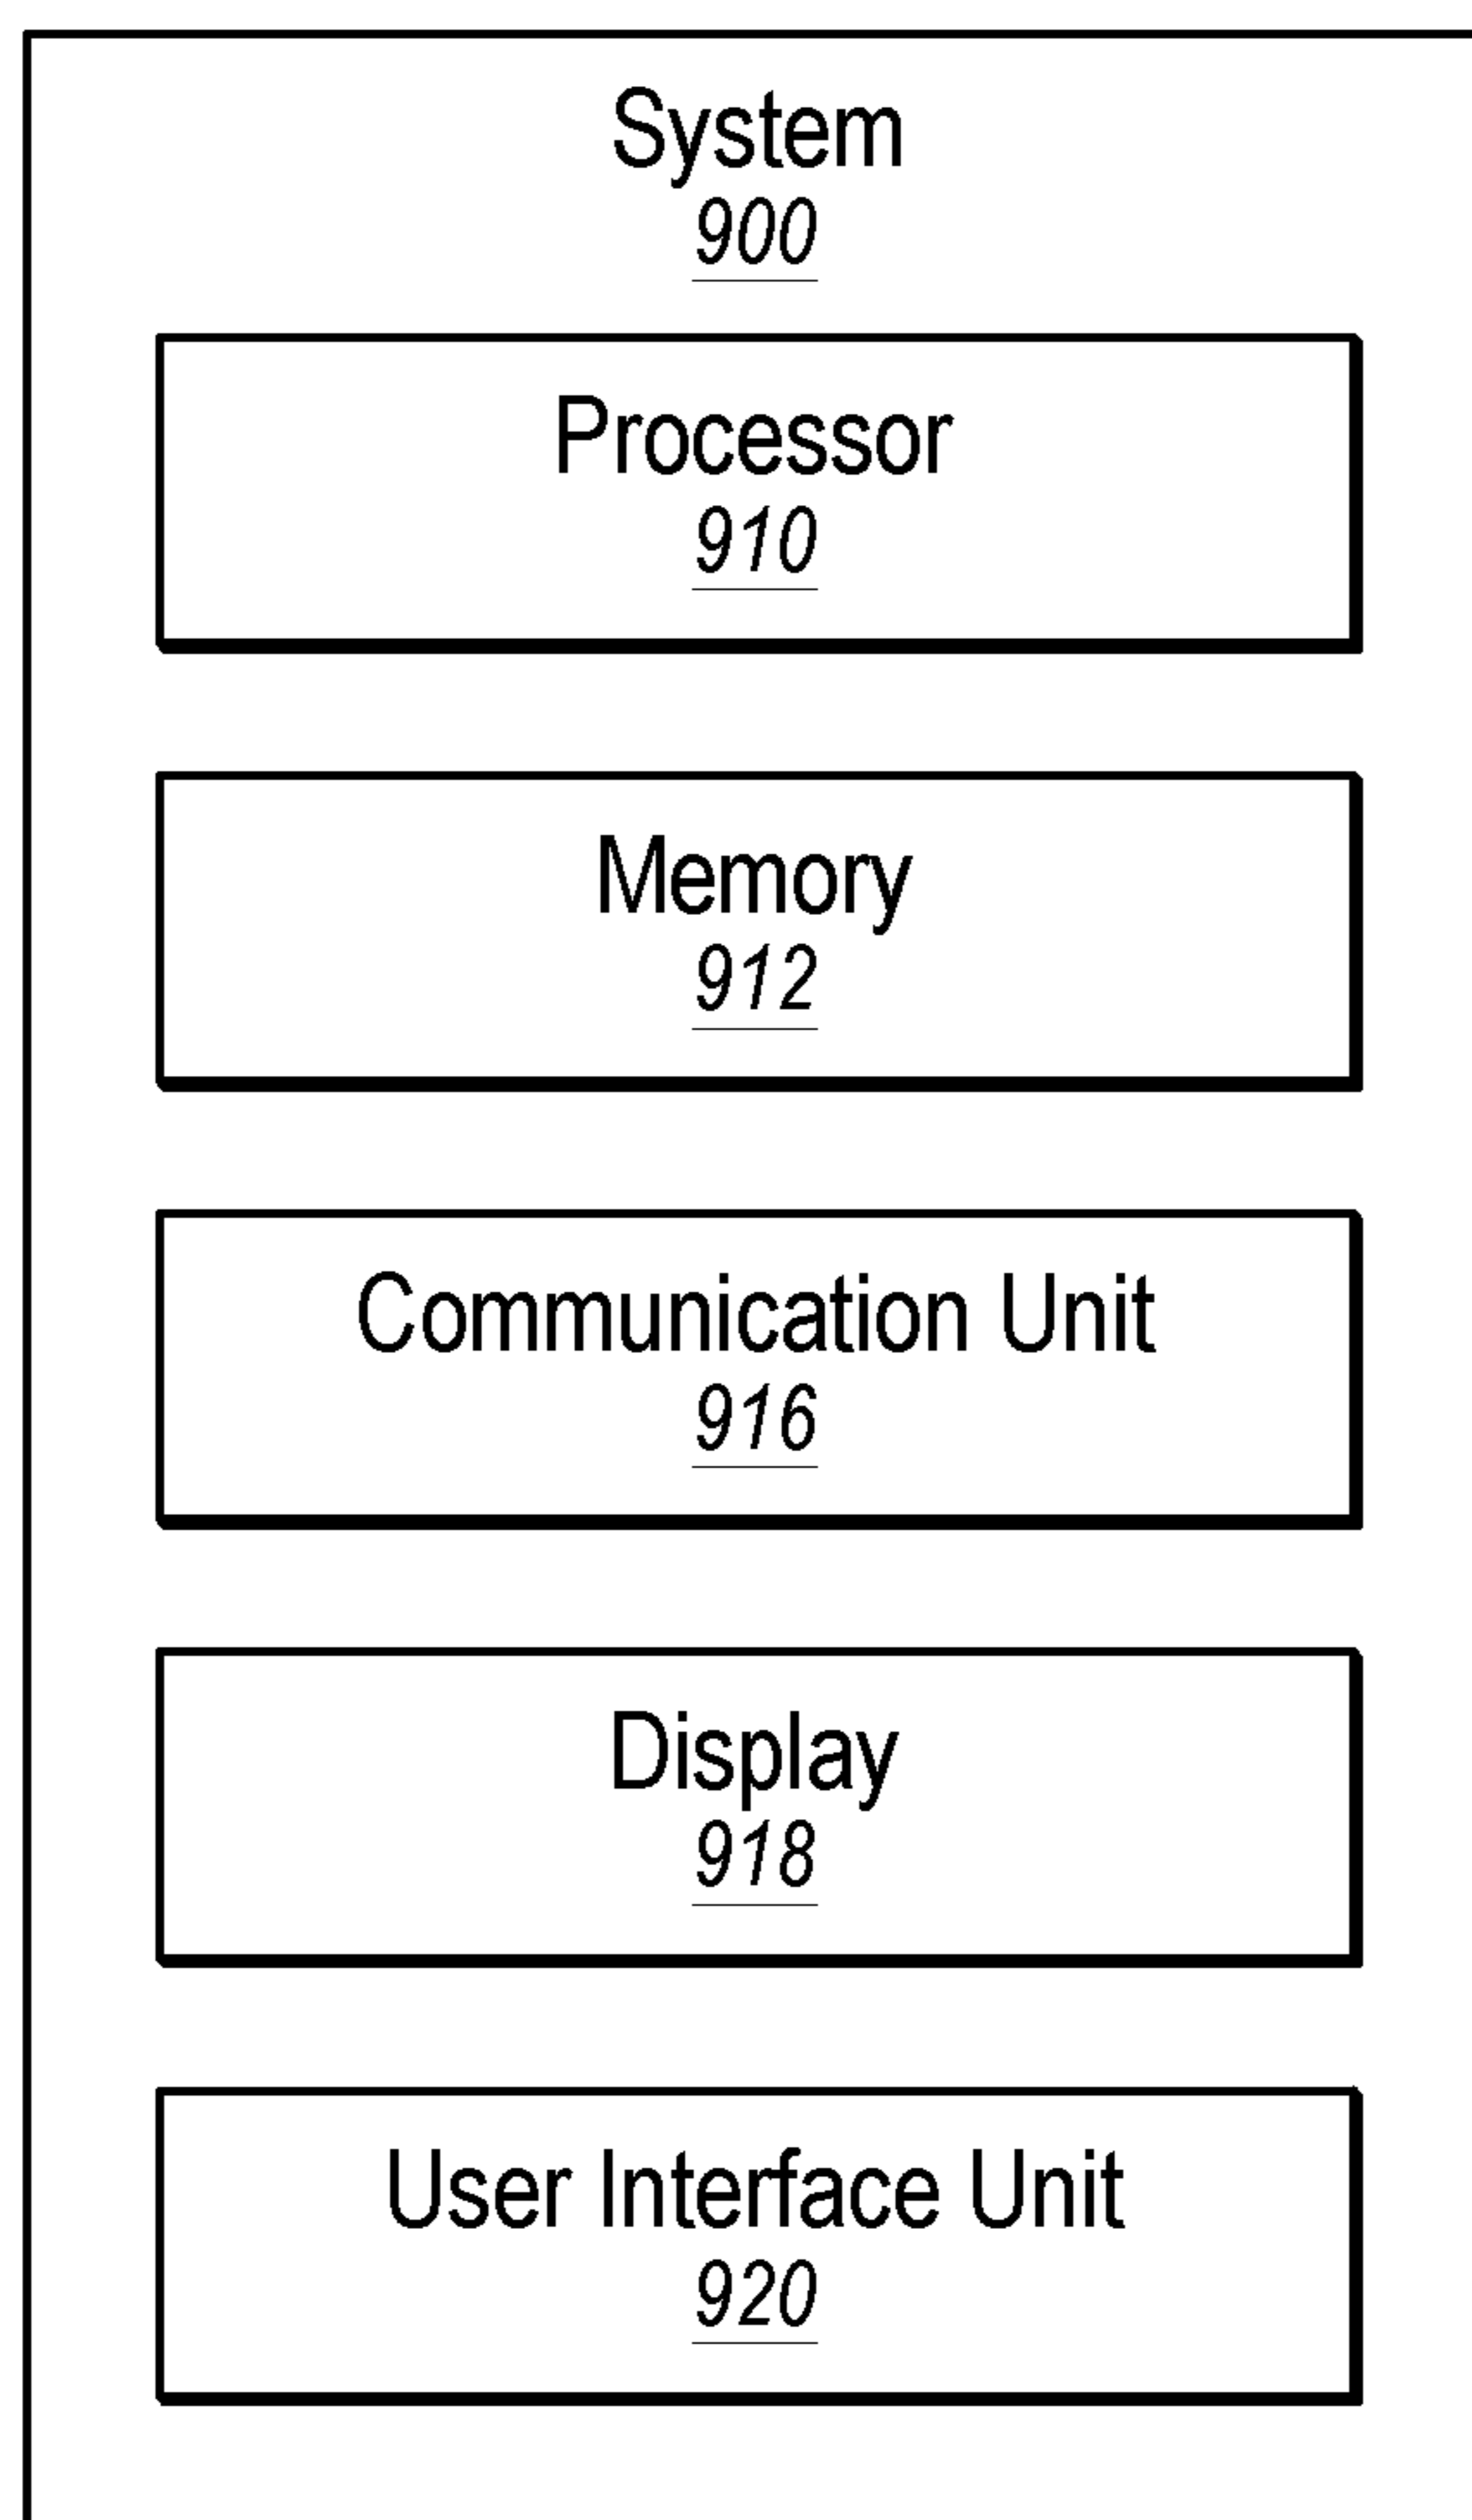 System
900
Processor
910
Memory
912
Communication Unit
916
Display
918
User Interface Unit
920